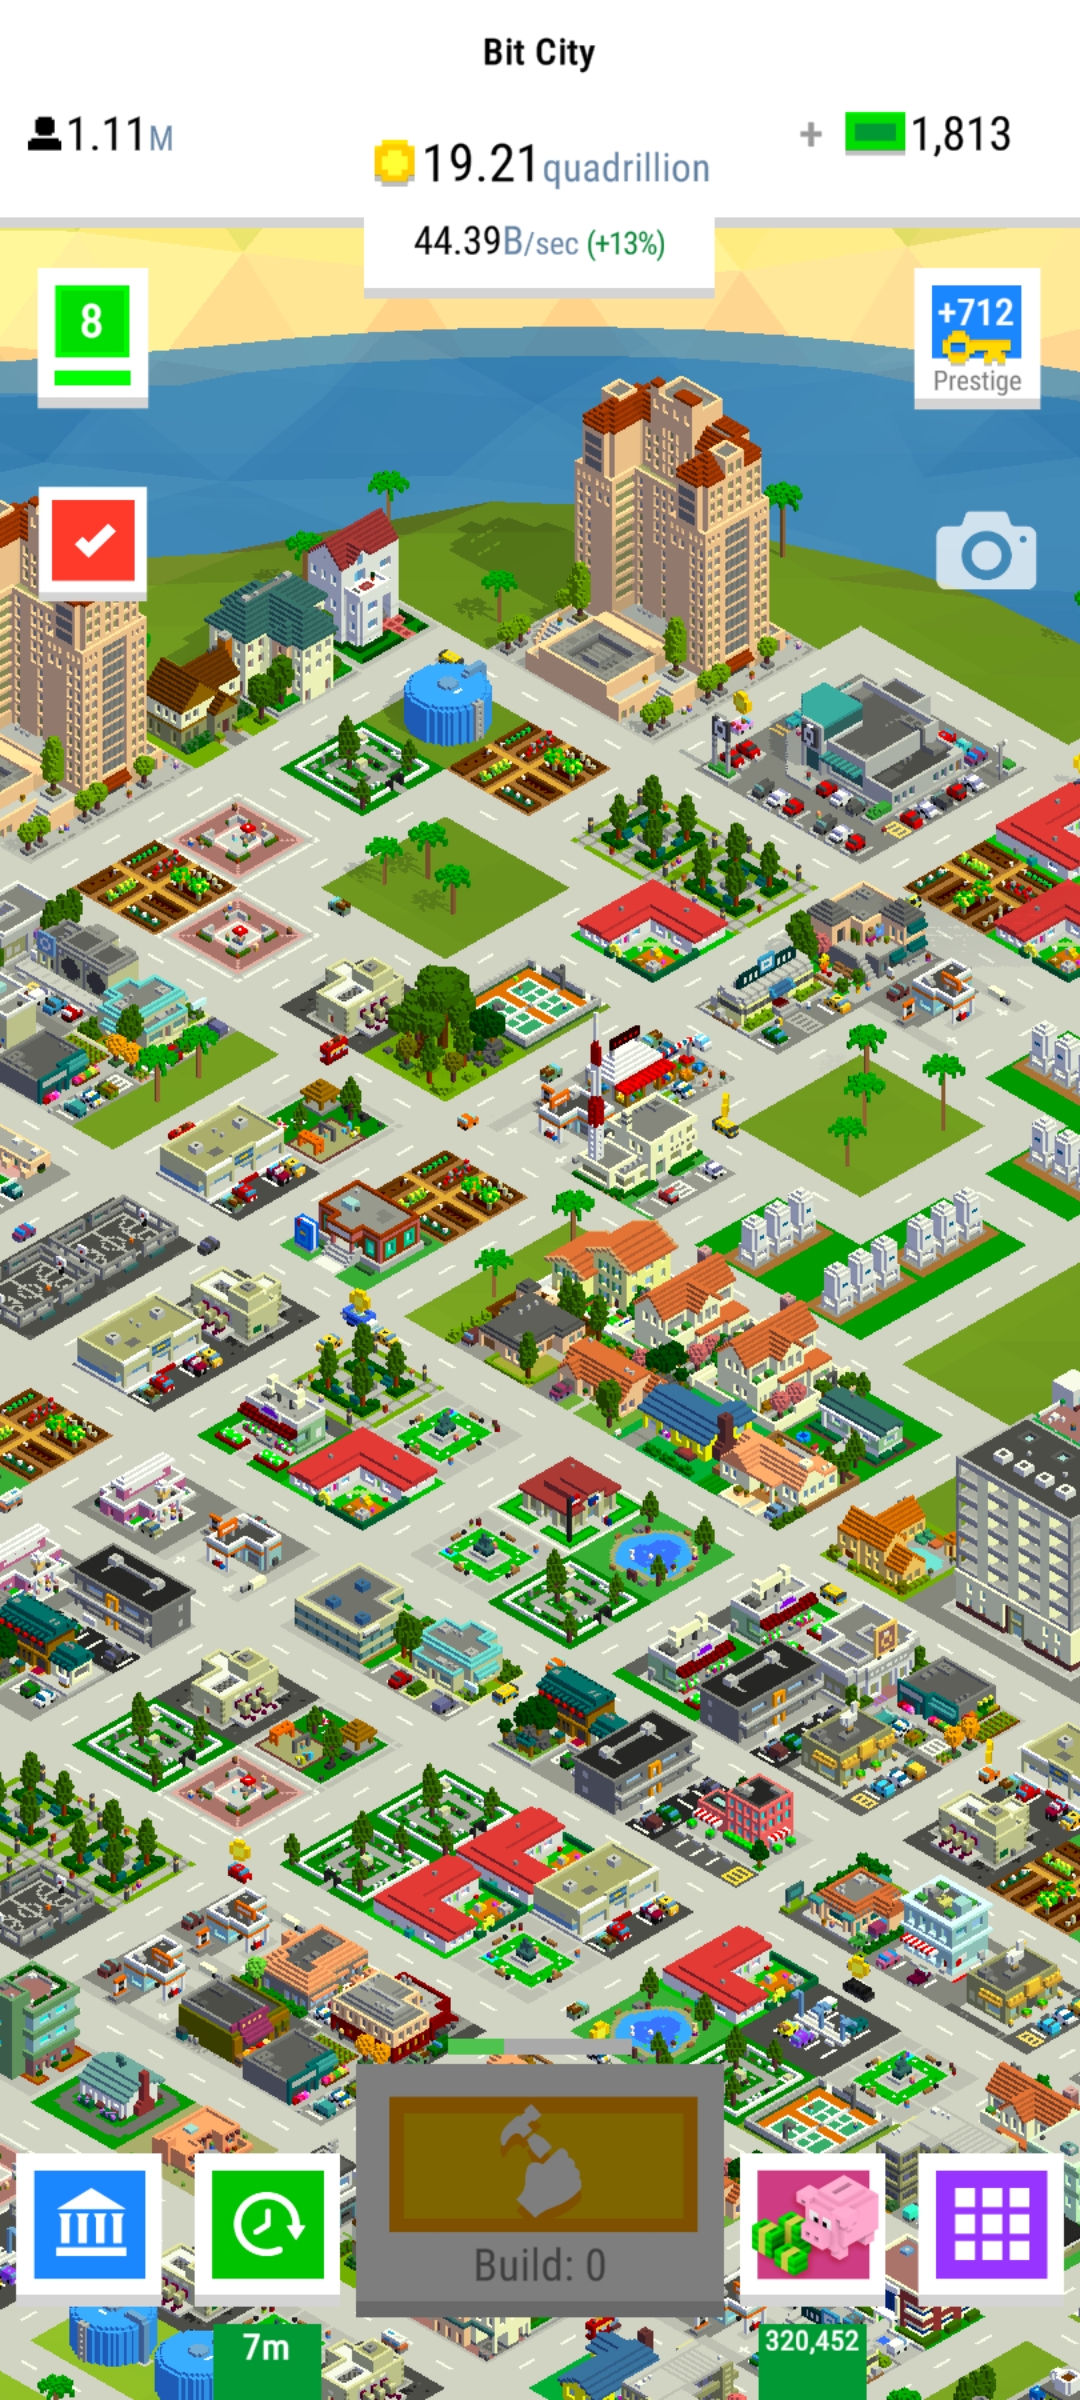 Bit City
1.11M
19.21quadrillion
+ 1,813
44.39B/sec (+13%)
8
+712
Prestige
Build: 0
7m
320,452